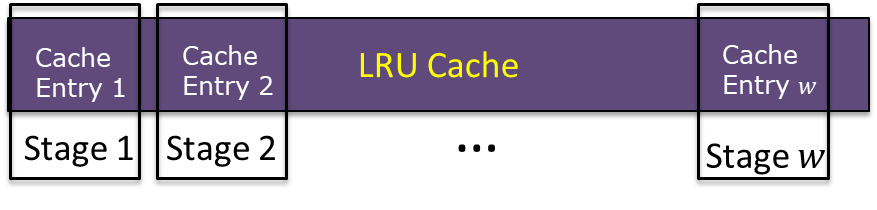 Cache
Entry 1
Cache
Entry 2
LRU Cache
Cache
Entry w
Stage 1
Stage 2
...
Stage w